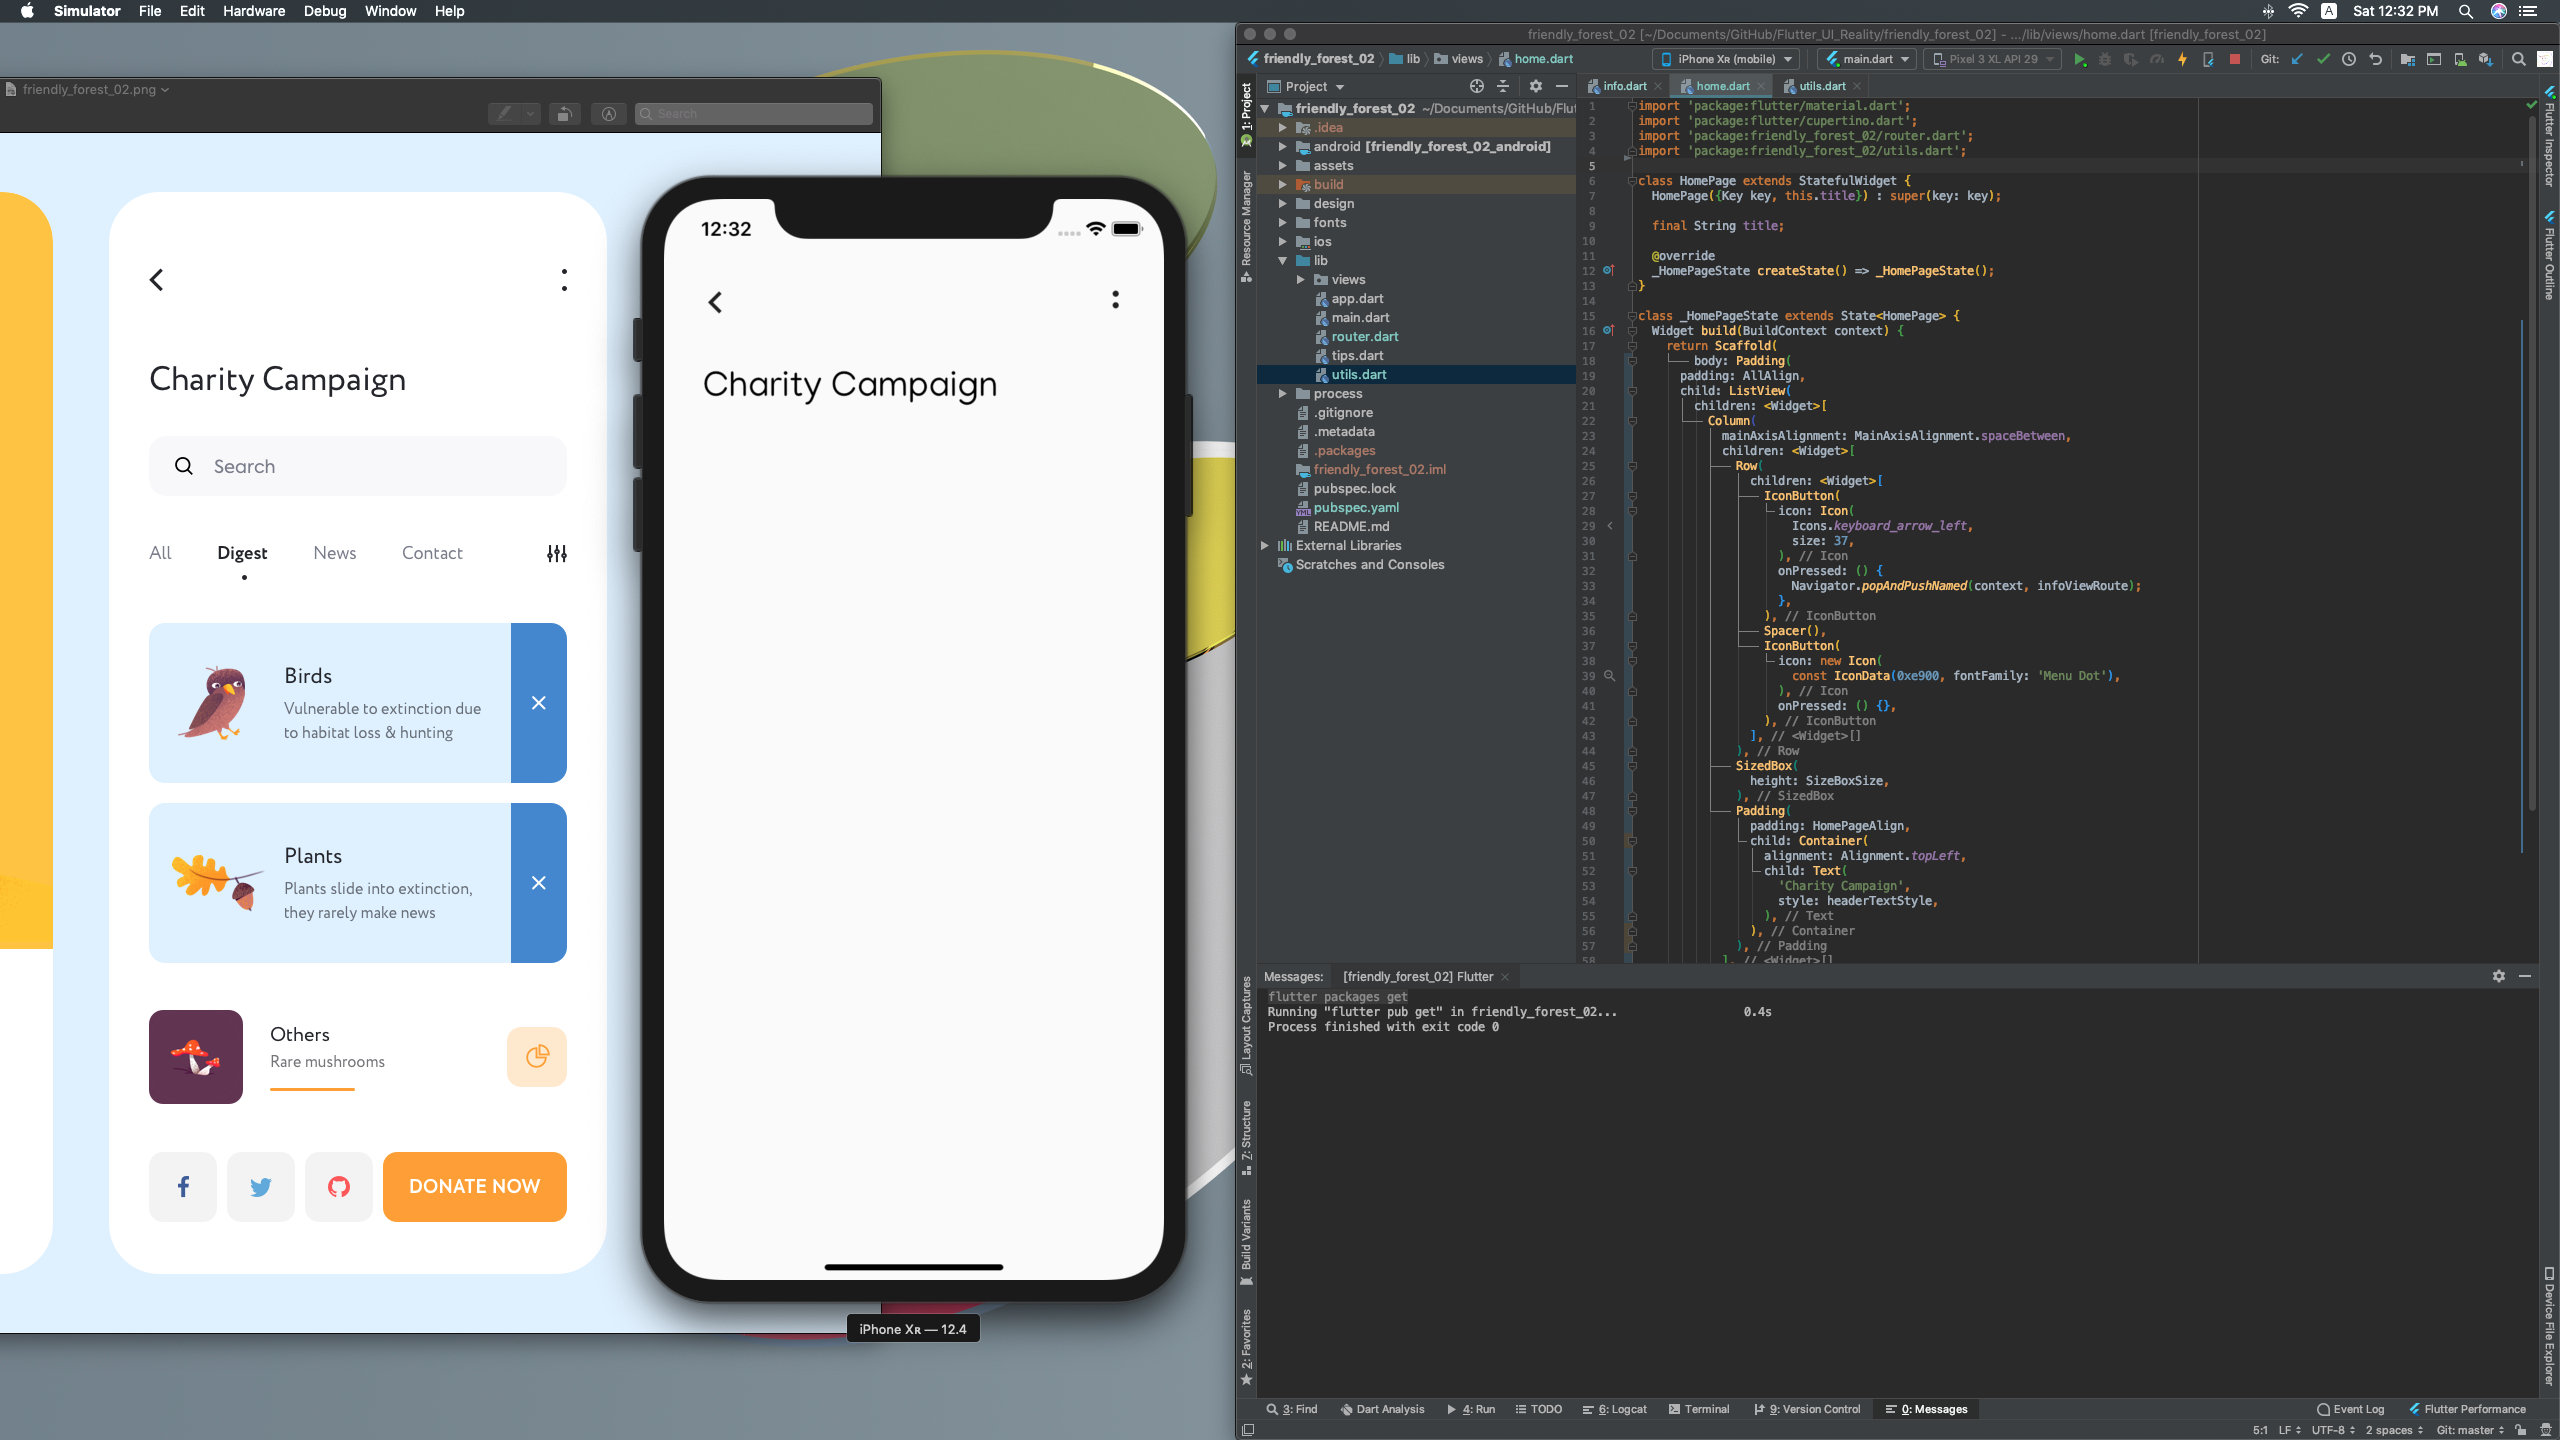 Simulator File Edit Hardware Debug Window Help
A Sat 12:32 PM
friendly_forest_02.png
Search
Charity Campaign
Search
All Digest News Contact
Birds
Vulnerable to extinction due
to habitat loss & hunting
Plants
Plants slide into extinction,
they rarely make news
Others
Rare mushrooms
DONATE NOW
12:32
Charity Campaign
iPhone Xʀ — 12.4
friendly_forest_02 [~/Documents/GitHub/Flutter_UI_Reality/friendly_forest_02] - .../lib/views/home.dart [friendly_forest_02]
friendly_forest_02 lib views home.dart iPhone Xʀ (mobile) main.dart Pixel 3 XL API 29 Git:
1: Project
Resource Manager
Layout Captures
7: Structure
Build Variants
2: Favorites
Project
friendly_forest_02 ~/Documents/GitHub/Flut
.idea
android [friendly_forest_02_android]
assets
build
design
fonts
ios
lib
views
app.dart
main.dart
router.dart
tips.dart
utils.dart
process
.gitignore
.metadata
.packages
friendly_forest_02.iml
pubspec.lock
pubspec.yaml
README.md
External Libraries
Scratches and Consoles
info.dart home.dart utils.dart
1 import 'package:flutter/material.dart';
2 import 'package:flutter/cupertino.dart';
3 import 'package:friendly_forest_02/router.dart';
4 import 'package:friendly_forest_02/utils.dart';
5
6 class HomePage extends StatefulWidget {
7 HomePage({Key key, this.title}) : super(key: key);
8
9 final String title;
10
11 @override
12 _HomePageState createState() => _HomePageState();
13 }
14
15 class _HomePageState extends State<HomePage> {
16 Widget build(BuildContext context) {
17 return Scaffold(
18 body: Padding(
19 padding: AllAlign,
20 child: ListView(
21 children: <Widget>[
22 Column(
23 mainAxisAlignment: MainAxisAlignment.spaceBetween,
24 children: <Widget>[
25 Row(
26 children: <Widget>[
27 IconButton(
28 icon: Icon(
29 Icons.keyboard_arrow_left,
30 size: 37,
31 ), // Icon
32 onPressed: () {
33 Navigator.popAndPushNamed(context, infoViewRoute);
34 },
35 ), // IconButton
36 Spacer(),
37 IconButton(
38 icon: new Icon(
39 const IconData(0xe900, fontFamily: 'Menu Dot'),
40 ), // Icon
41 onPressed: () {},
42 ), // IconButton
43 ], // <Widget>[]
44 ), // Row
45 SizedBox(
46 height: SizeBoxSize,
47 ), // SizedBox
48 Padding(
49 padding: HomePageAlign,
50 child: Container(
51 alignment: Alignment.topLeft,
52 child: Text(
53 'Charity Campaign',
54 style: headerTextStyle,
55 ), // Text
56 ), // Container
57 ), // Padding
58 ], // <Widget>[]
Flutter Inspector
Flutter Outline
Device File Explorer
Messages: [friendly_forest_02] Flutter
flutter packages get
Running "flutter pub get" in friendly_forest_02... 0.4s
Process finished with exit code 0
3: Find Dart Analysis 4: Run TODO 6: Logcat Terminal 9: Version Control 0: Messages Event Log Flutter Performance
5:1 LF UTF-8 2 spaces Git: master